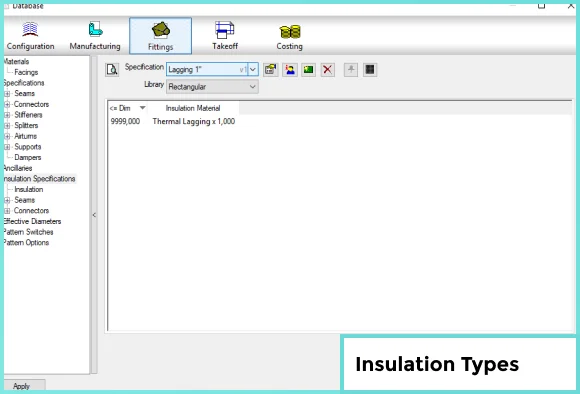 Database
Configuration
Manufacturing
Fittings
Takeoff
Costing
Materials
Facings
Specifications
Seams
Connectors
Stiffeners
Splitters
Airturns
Supports
Dampers
Ancillaries
Insulation Specifications
Insulation
Seams
Connectors
Effective Diameters
Pattern Switches
Pattern Options
Apply
Specification Lagging 1" v1
Library Rectangular
<= Dim Insulation Material
9999,000 Thermal Lagging x 1,000
<
Insulation Types